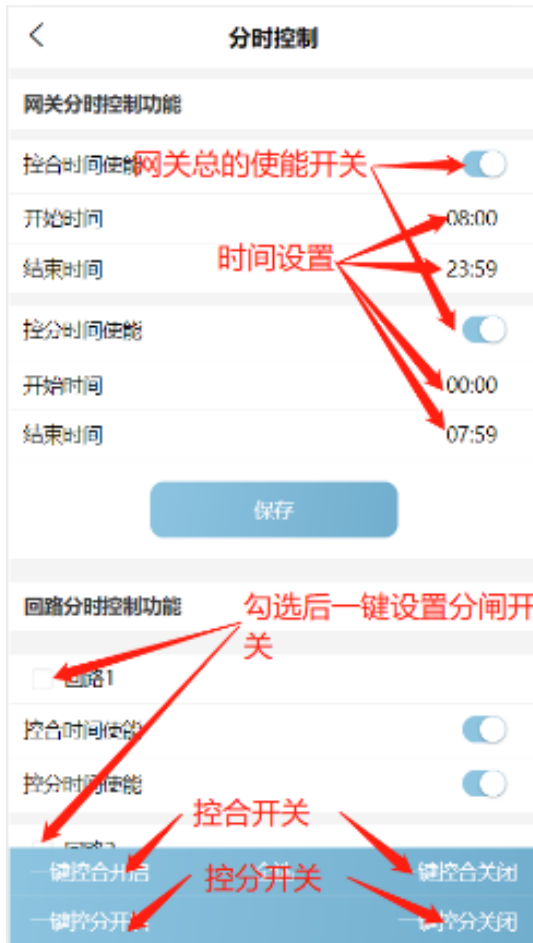 分时控制
网关分时控制功能
控合时间使能
网关总的使能开关
开始时间
08:00
时间设置
结束时间
23:59
控分时间使能
开始时间
00:00
结束时间
07:59
保存
回路分时控制功能
勾选后一键设置分闸开
关
回路1
控合时间使能
控分时间使能
控合开关
一键控合开启
键控合关闭
控分开关
一键控分开启
一键控分关闭